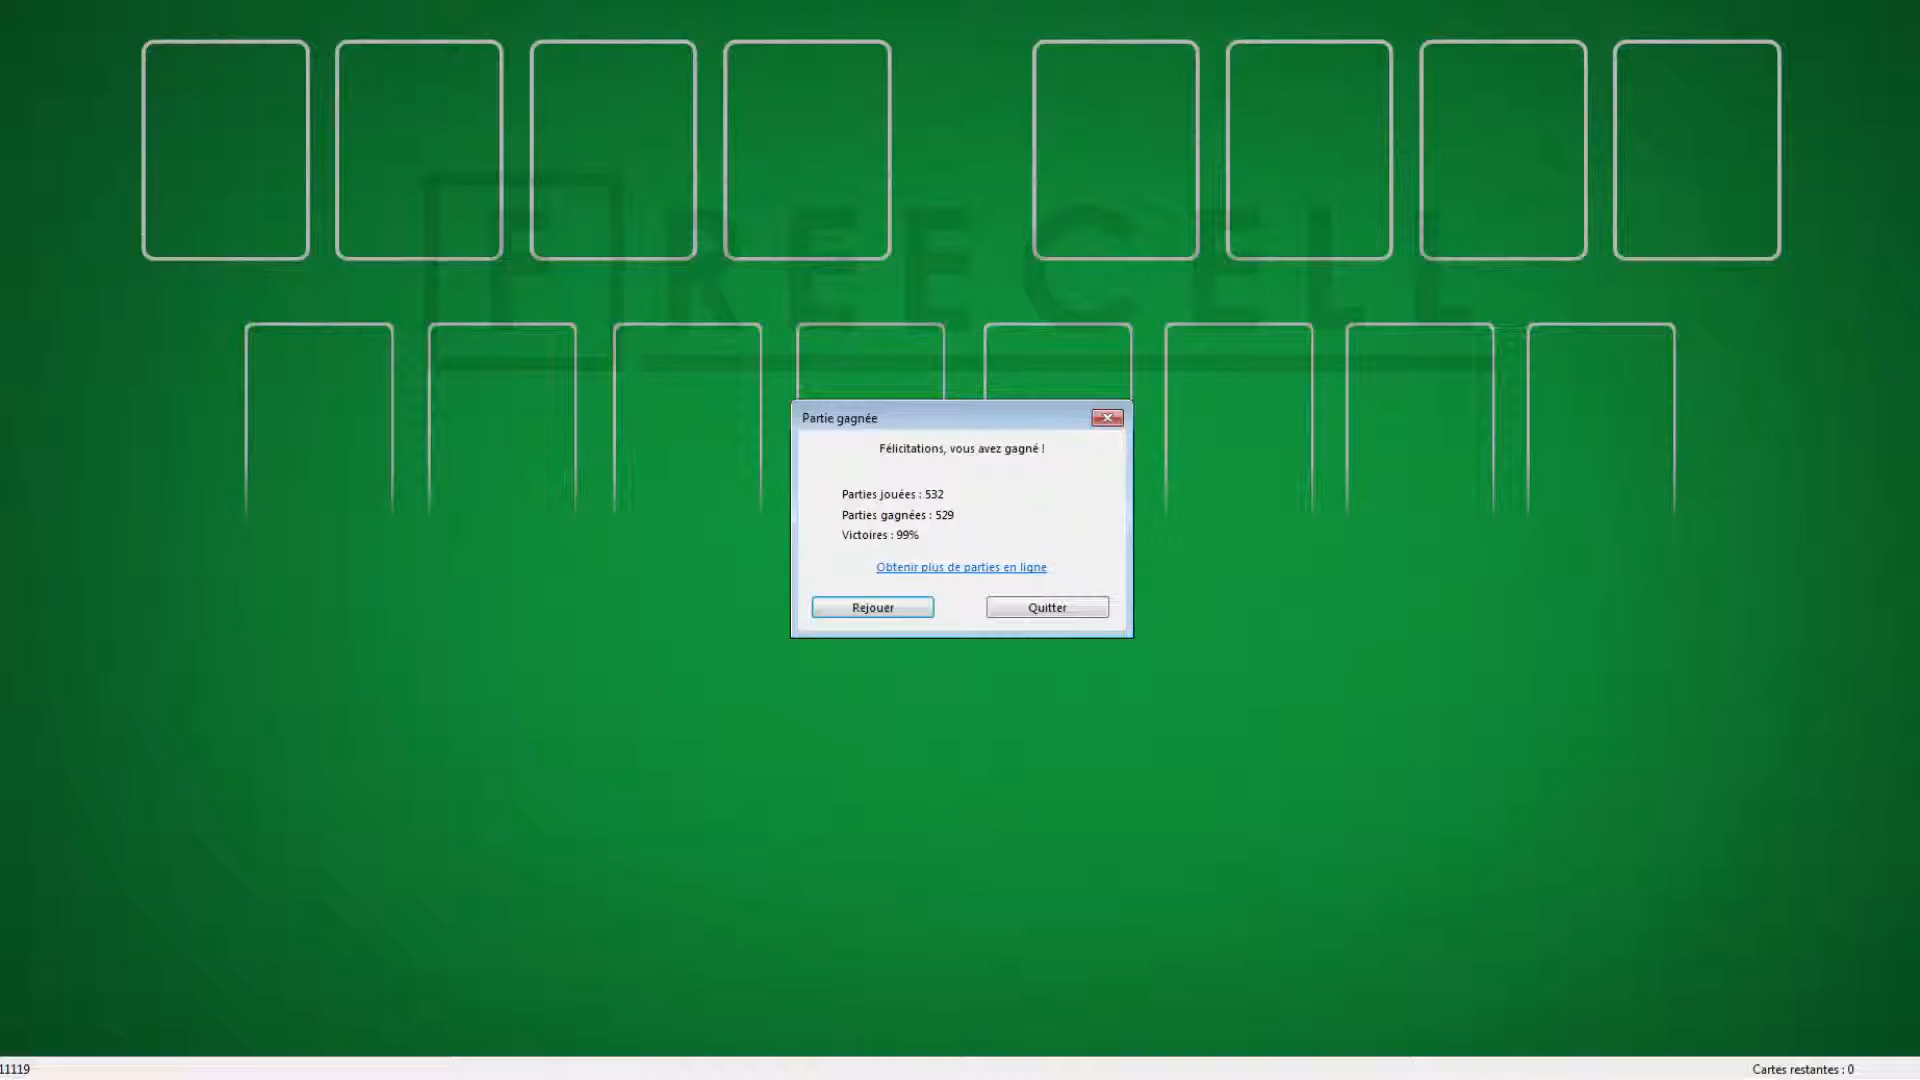 FREECELL
Partie gagnée
Félicitations, vous avez gagné !
Parties jouées : 532
Parties gagnées : 529
Victoires : 99%
Obtenir plus de parties en ligne
Rejouer
Quitter
11119
Cartes restantes : 0